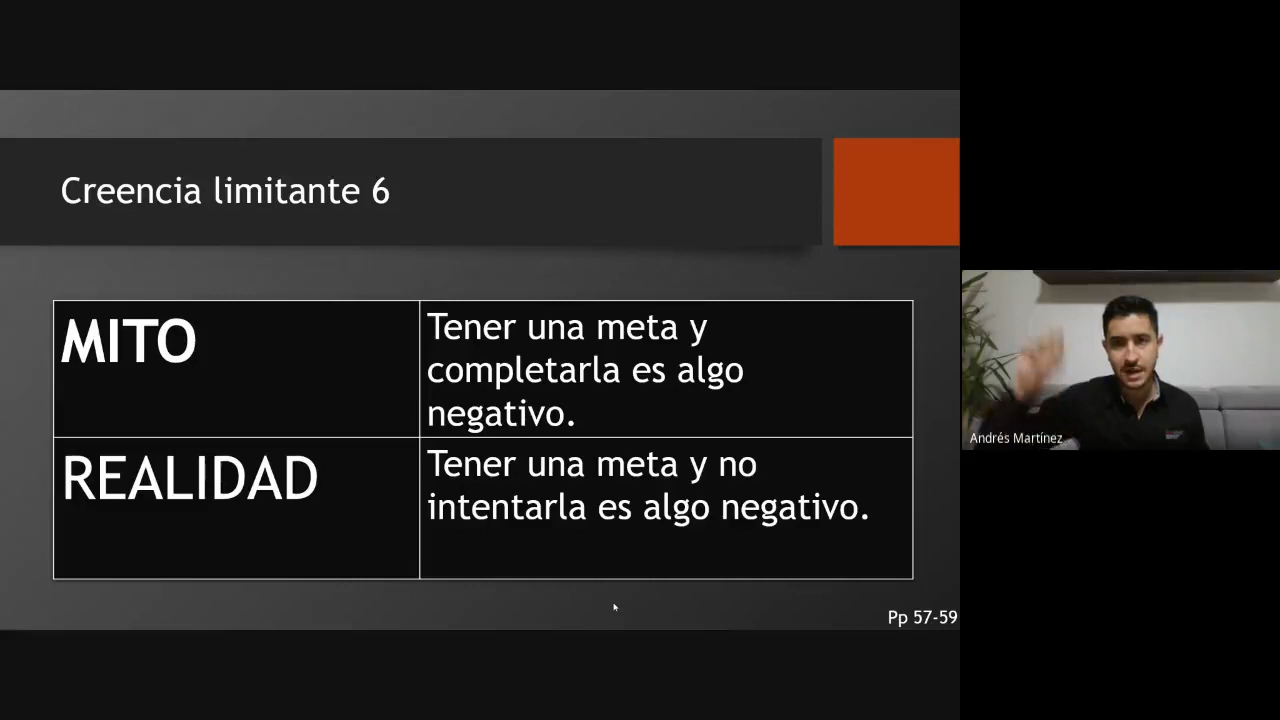 Creencia limitante 6
MITO
Tener una meta y
completarla es algo
negativo.
REALIDAD
Tener una meta y no
intentarla es algo negativo.
Pp 57-59
Andrés Martínez